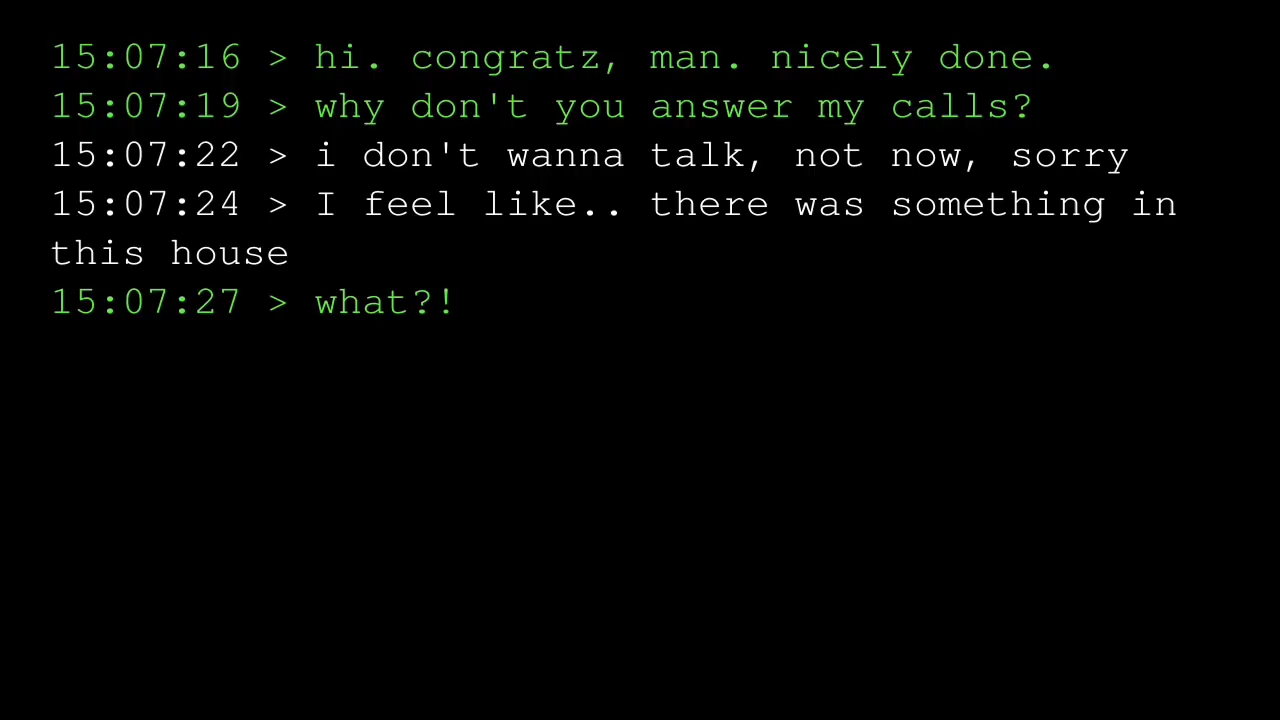 15:07:16 > hi. congratz, man. nicely done.
15:07:19 > why don't you answer my calls?
15:07:22 > i don't wanna talk, not now, sorry
15:07:24 > I feel like.. there was something in
this house
15:07:27 > what?!